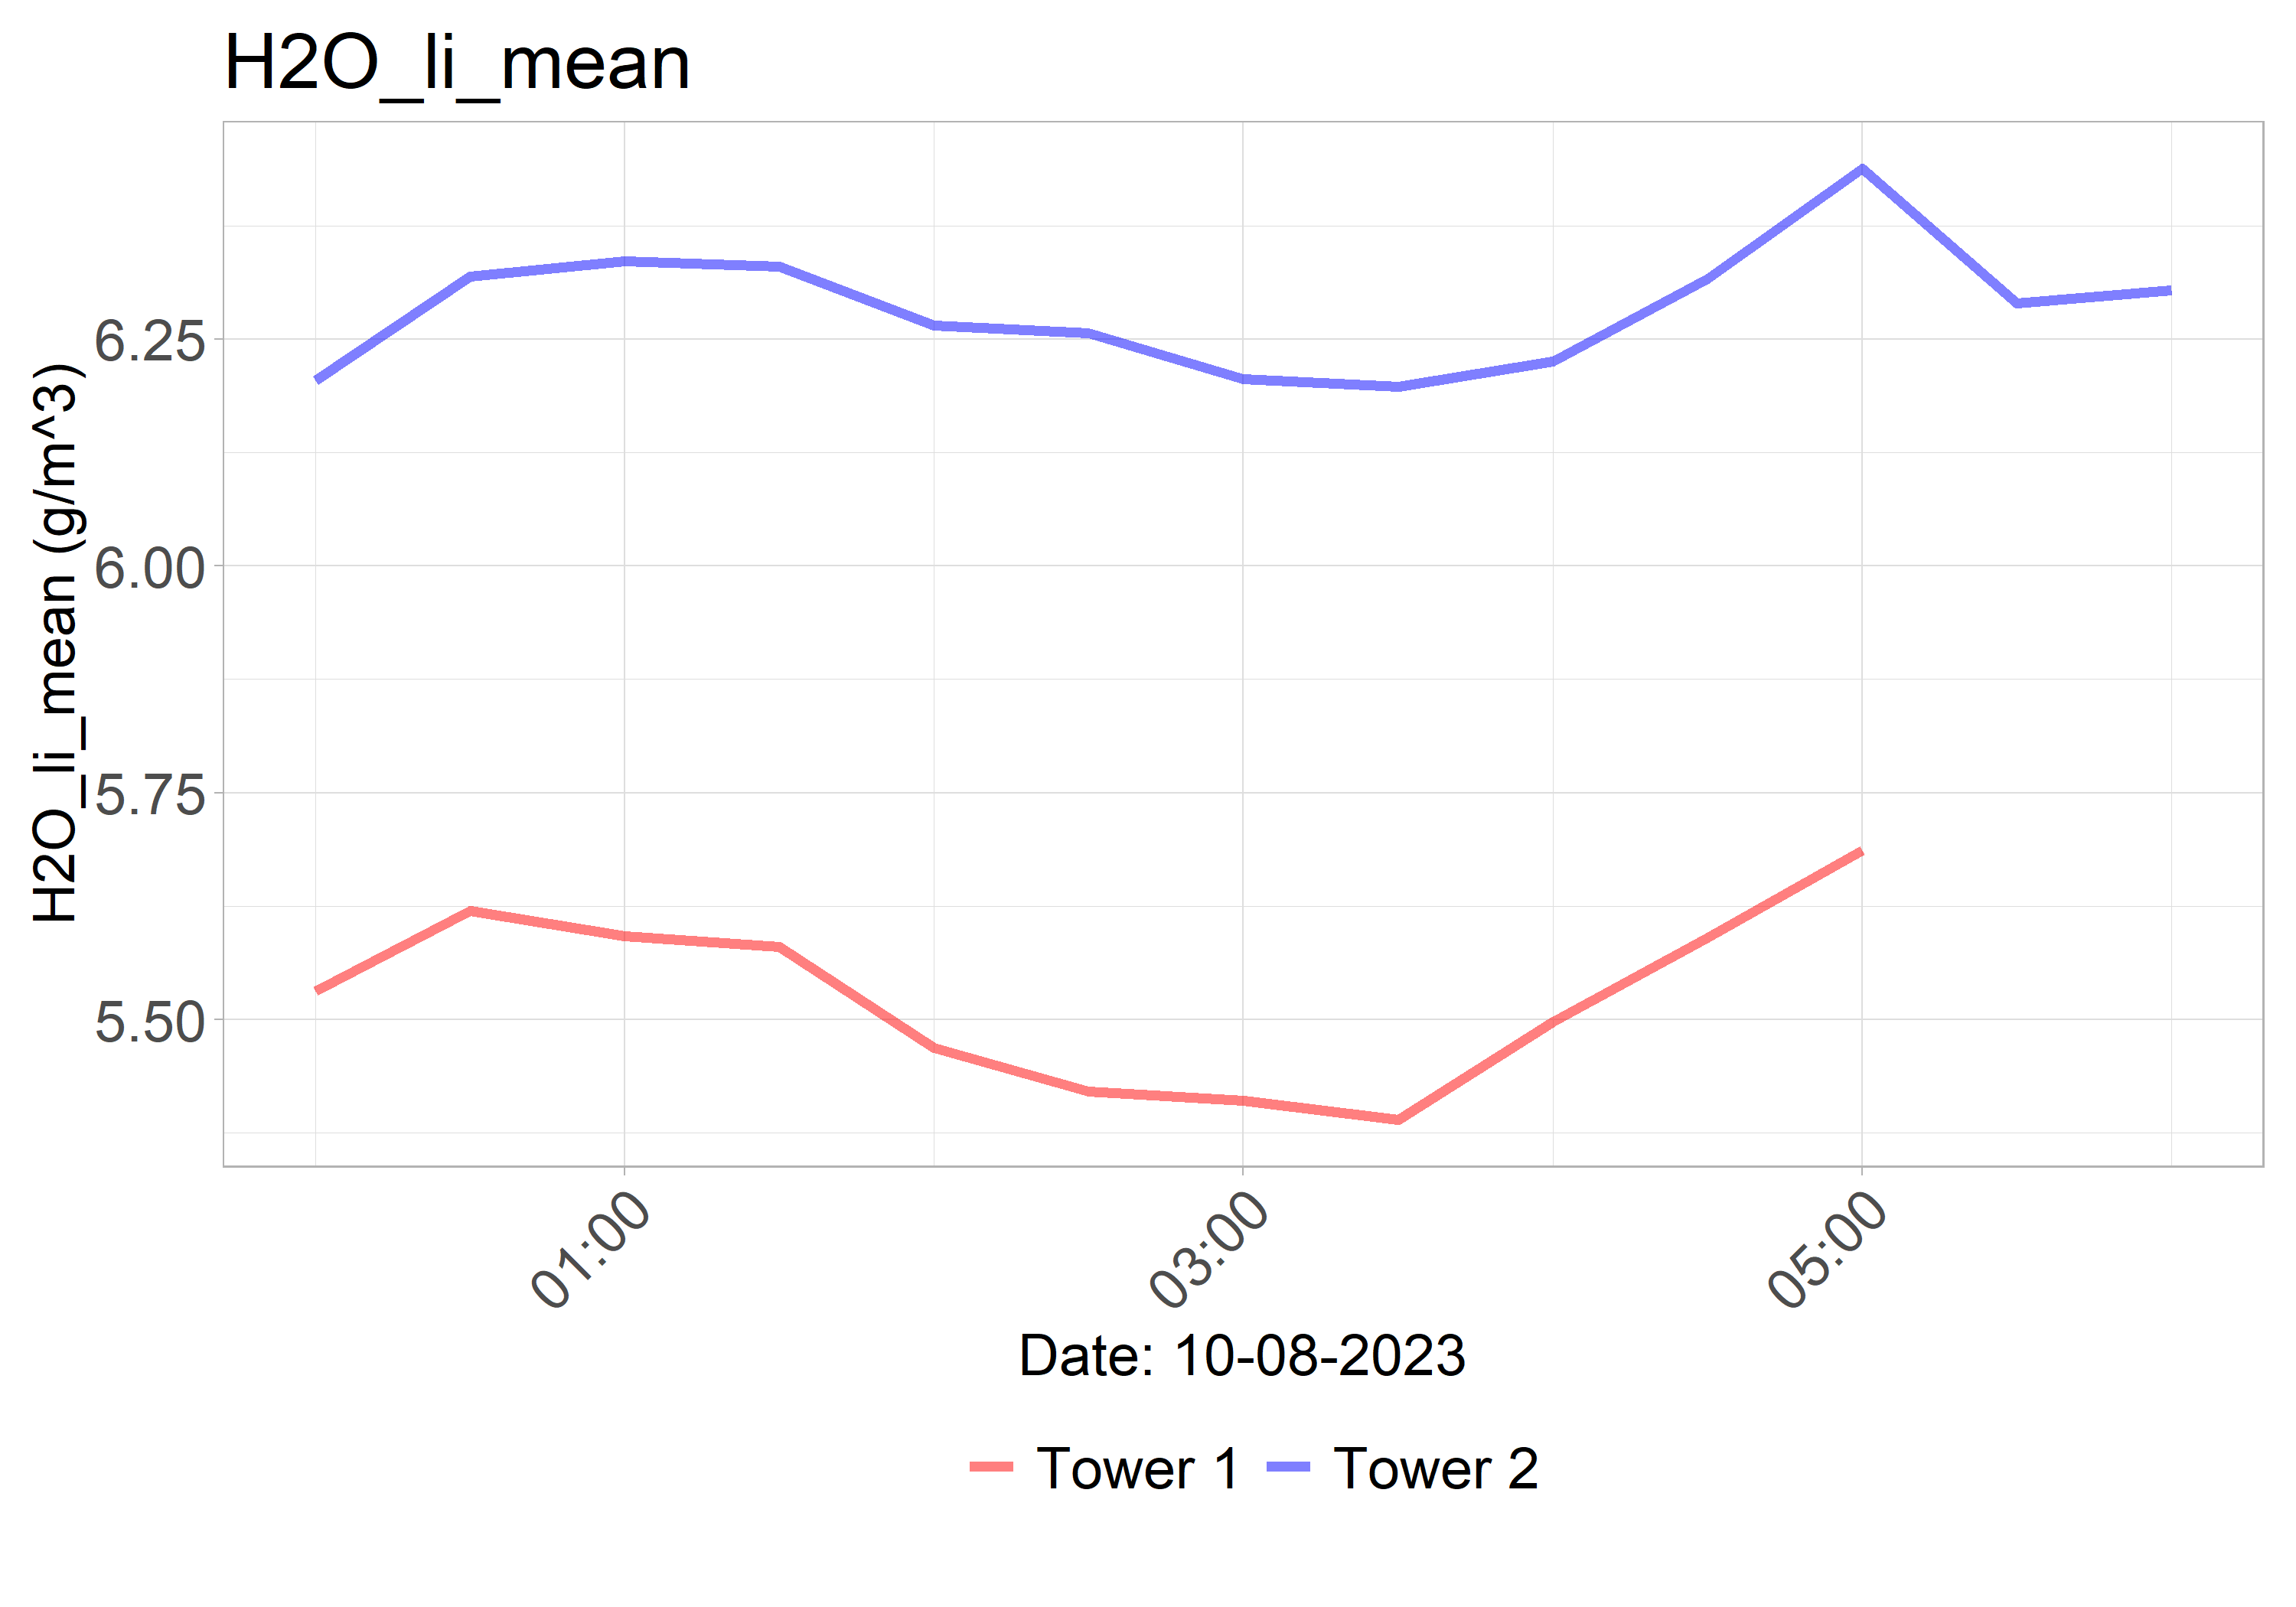 H2O_li_mean
H2O_li_mean (g/m^3)
6.25
6.00
5.75
5.50
01:00
03:00
05:00
Date: 10-08-2023
Tower 1
Tower 2